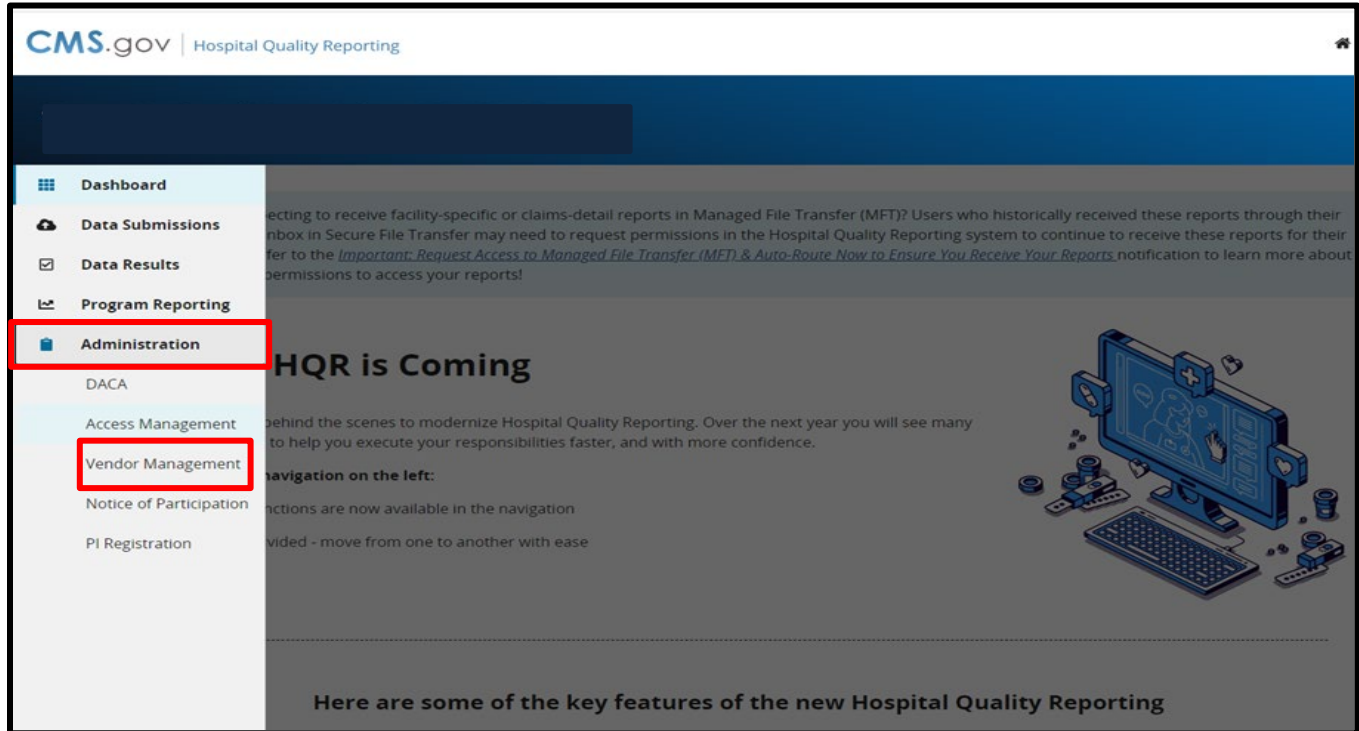 CMS.gov | Hospital Quality Reporting
Dashboard
Data Submissions
Data Results
Program Reporting
Administration
DACA
Access Management
Vendor Management
Notice of Participation
PI Registration
ecting to receive facility-specific or claims-detail reports in Managed File Transfer (MFT)? Users who historically received these reports through their
nbox in Secure File Transfer may need to request permissions in the Hospital Quality Reporting system to continue to receive these reports for their
fer to the Important: Request Access to Managed File Transfer (MFT) & Auto-Route Now to Ensure You Receive Your Reports notification to learn more about
permissions to access your reports!
HQR is Coming
behind the scenes to modernize Hospital Quality Reporting. Over the next year you will see many
to help you execute your responsibilities faster, and with more confidence.
navigation on the left:
nctions are now available in the navigation
vided - move from one to another with ease
Here are some of the key features of the new Hospital Quality Reporting